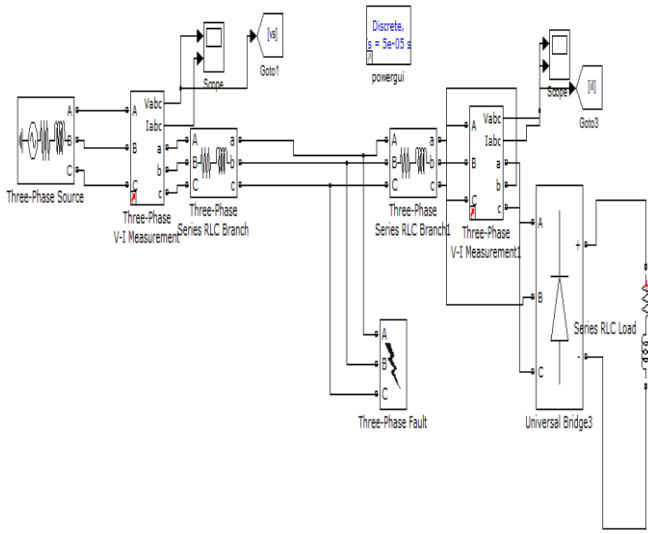 Discrete,
s = 5e-05 s
powergui
[vs]
Goto1
Scope
Scope
[il]
Goto3
A
B
C
Three-Phase Source
A
B
C
Vabc
Iabc
a
b
c
Three-Phase
V-I Measurement
A
B
C
a
b
c
Three-Phase
Series RLC Branch
A
B
C
a
b
c
Three-Phase
Series RLC Branch1
A
B
C
Vabc
Iabc
a
b
c
Three-Phase
V-I Measurement1
A
B
C
Three-Phase Fault
A
B
C
+
-
Universal Bridge3
Series RLC Load